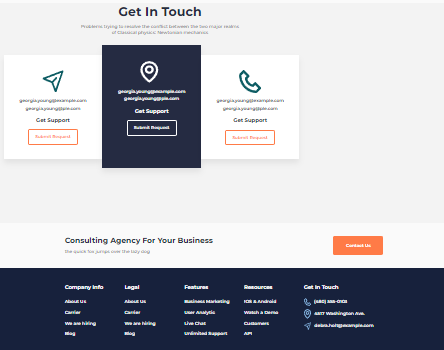 Get In Touch
Problems trying to resolve the conflict between the two major realms
of Classical physics: Newtonian mechanics
georgia.young@example.com
georgia.young@ple.com
Get Support
Submit Request
georgia.young@example.com
georgia.young@ple.com
Get Support
Submit Request
georgia.young@example.com
georgia.young@ple.com
Get Support
Submit Request
Consulting Agency For Your Business
the quick fox jumps over the lazy dog
Contact Us
Company Info
About Us
Carrier
We are hiring
Blog
Legal
About Us
Carrier
We are hiring
Blog
Features
Business Marketing
User Analytic
Live Chat
Unlimited Support
Resources
IOS & Android
Watch a Demo
Customers
API
Get In Touch
(480) 555-0103
4517 Washington Ave.
debra.holt@example.com